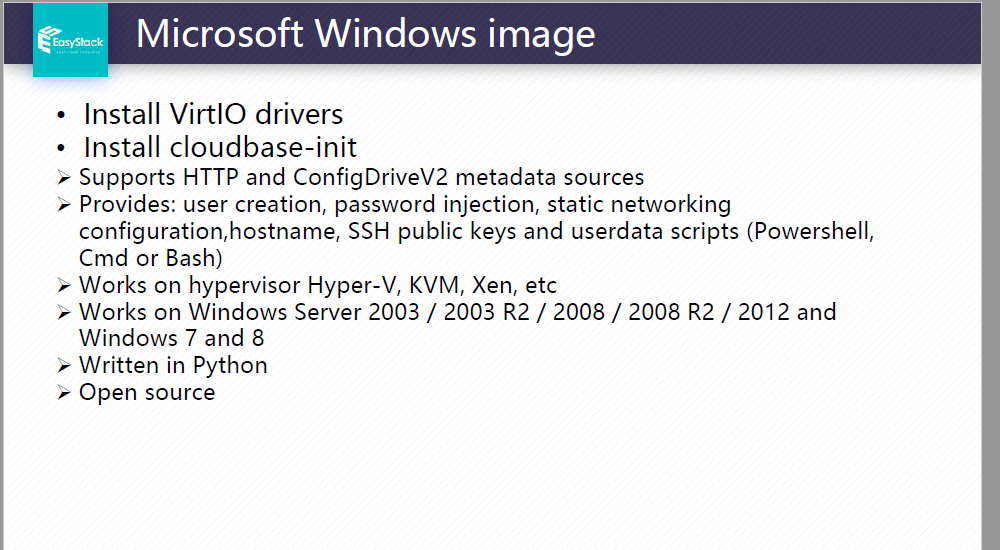 EasyStack
Microsoft Windows image
• Install VirtIO drivers
• Install cloudbase-init
➢ Supports HTTP and ConfigDriveV2 metadata sources
➢ Provides: user creation, password injection, static networking
configuration,hostname, SSH public keys and userdata scripts (Powershell,
Cmd or Bash)
➢ Works on hypervisor Hyper-V, KVM, Xen, etc
➢ Works on Windows Server 2003 / 2003 R2 / 2008 / 2008 R2 / 2012 and
Windows 7 and 8
➢ Written in Python
➢ Open source